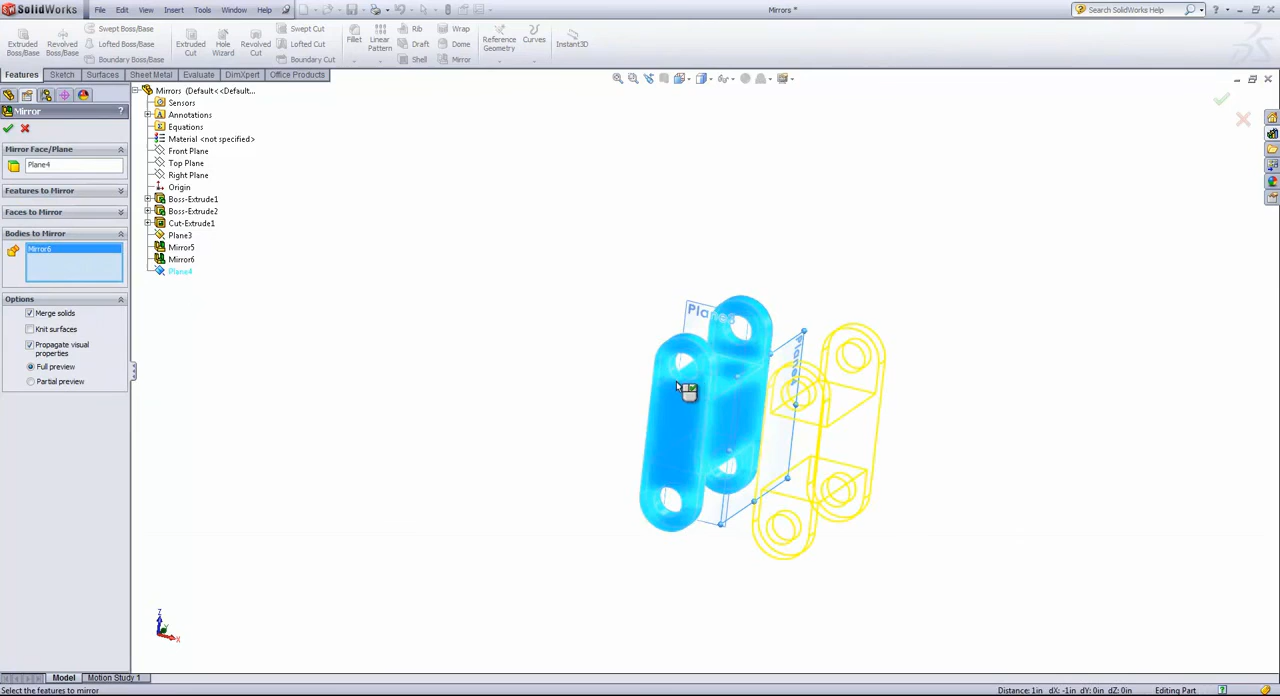 SolidWorks
File Edit View Insert Tools Window Help
Mirrors *
Search SolidWorks Help
Extruded Boss/Base
Revolved Boss/Base
Swept Boss/Base
Lofted Boss/Base
Boundary Boss/Base
Extruded Cut
Hole Wizard
Revolved Cut
Swept Cut
Lofted Cut
Boundary Cut
Fillet
Linear Pattern
Rib
Draft
Shell
Wrap
Dome
Mirror
Reference Geometry
Curves
Instant3D
Features Sketch Surfaces Sheet Metal Evaluate DimXpert Office Products
Mirror ?
Mirror Face/Plane
Plane4
Features to Mirror
Faces to Mirror
Bodies to Mirror
Mirror6
Options
Merge solids
Knit surfaces
Propagate visual
properties
Full preview
Partial preview
Mirrors (Default<<Default...
Sensors
Annotations
Equations
Material <not specified>
Front Plane
Top Plane
Right Plane
Origin
Boss-Extrude1
Boss-Extrude2
Cut-Extrude1
Plane3
Mirror5
Mirror6
Plane4
Plane3
Plane4
Z
Y
X
Model Motion Study 1
Select the features to mirror
Distance: 1in dX: -1in dY: 0in dZ: 0in Editing Part